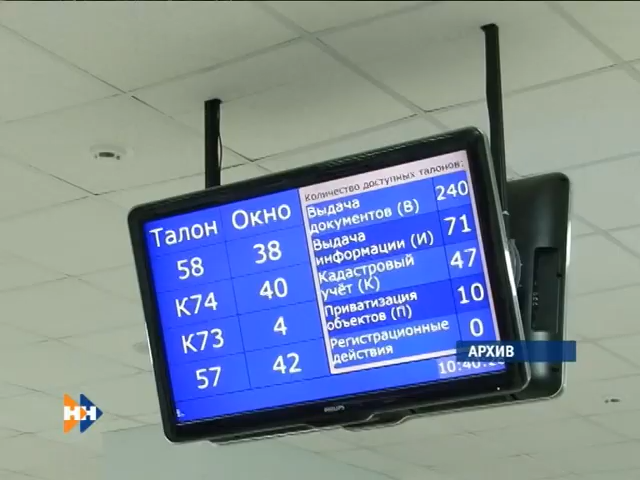 Талон Окно
58 38
К74 40
К73 4
57 42
Количество доступных талонов:
Выдача
документов (В) 240
Выдача
информации (И) 71
Кадастровый
учёт (К) 47
Приватизация
объектов (П) 10
Регистрационные
действия 0
АРХИВ
PHILIPS
НН